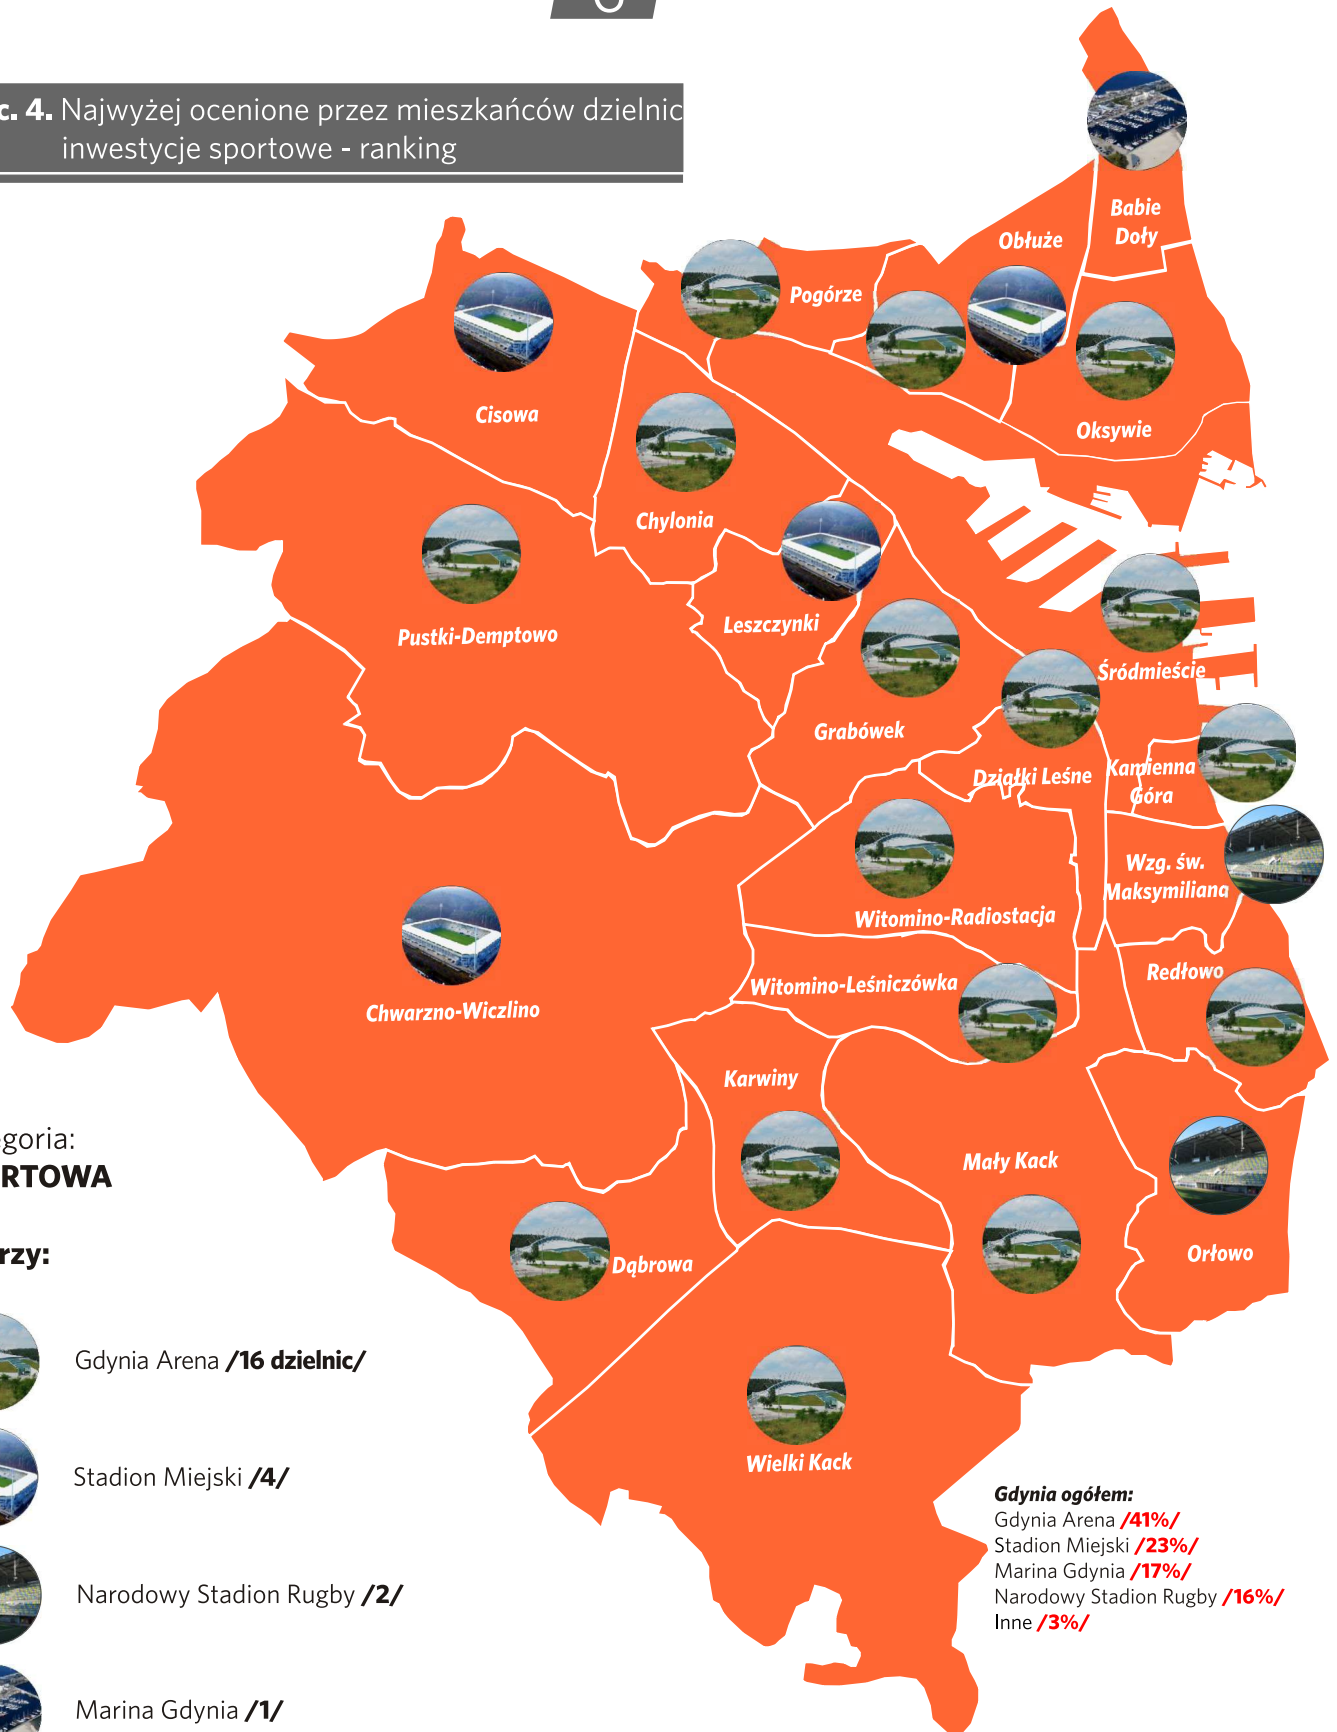 c. 4. Najwyżej ocenione przez mieszkańców dzielnic
inwestycje sportowe - ranking
Babie
Doły
Obłuże
Pogórze
Cisowa
Oksywie
Chylonia
Leszczynki
Pustki-Demptowo
Śródmieście
Grabówek
Działki Leśne
Kamienna
Góra
Wzg. św.
Maksymiliana
Witomino-Radiostacja
Redłowo
Witomino-Leśniczówka
Chwarzno-Wiczlino
Karwiny
Mały Kack
Orłowo
Dąbrowa
Wielki Kack
goria:
RTOWA
rzy:
Gdynia Arena /16 dzielnic/
Stadion Miejski /4/
Narodowy Stadion Rugby /2/
Marina Gdynia /1/
Gdynia ogółem:
Gdynia Arena /41%/
Stadion Miejski /23%/
Marina Gdynia /17%/
Narodowy Stadion Rugby /16%/
Inne /3%/